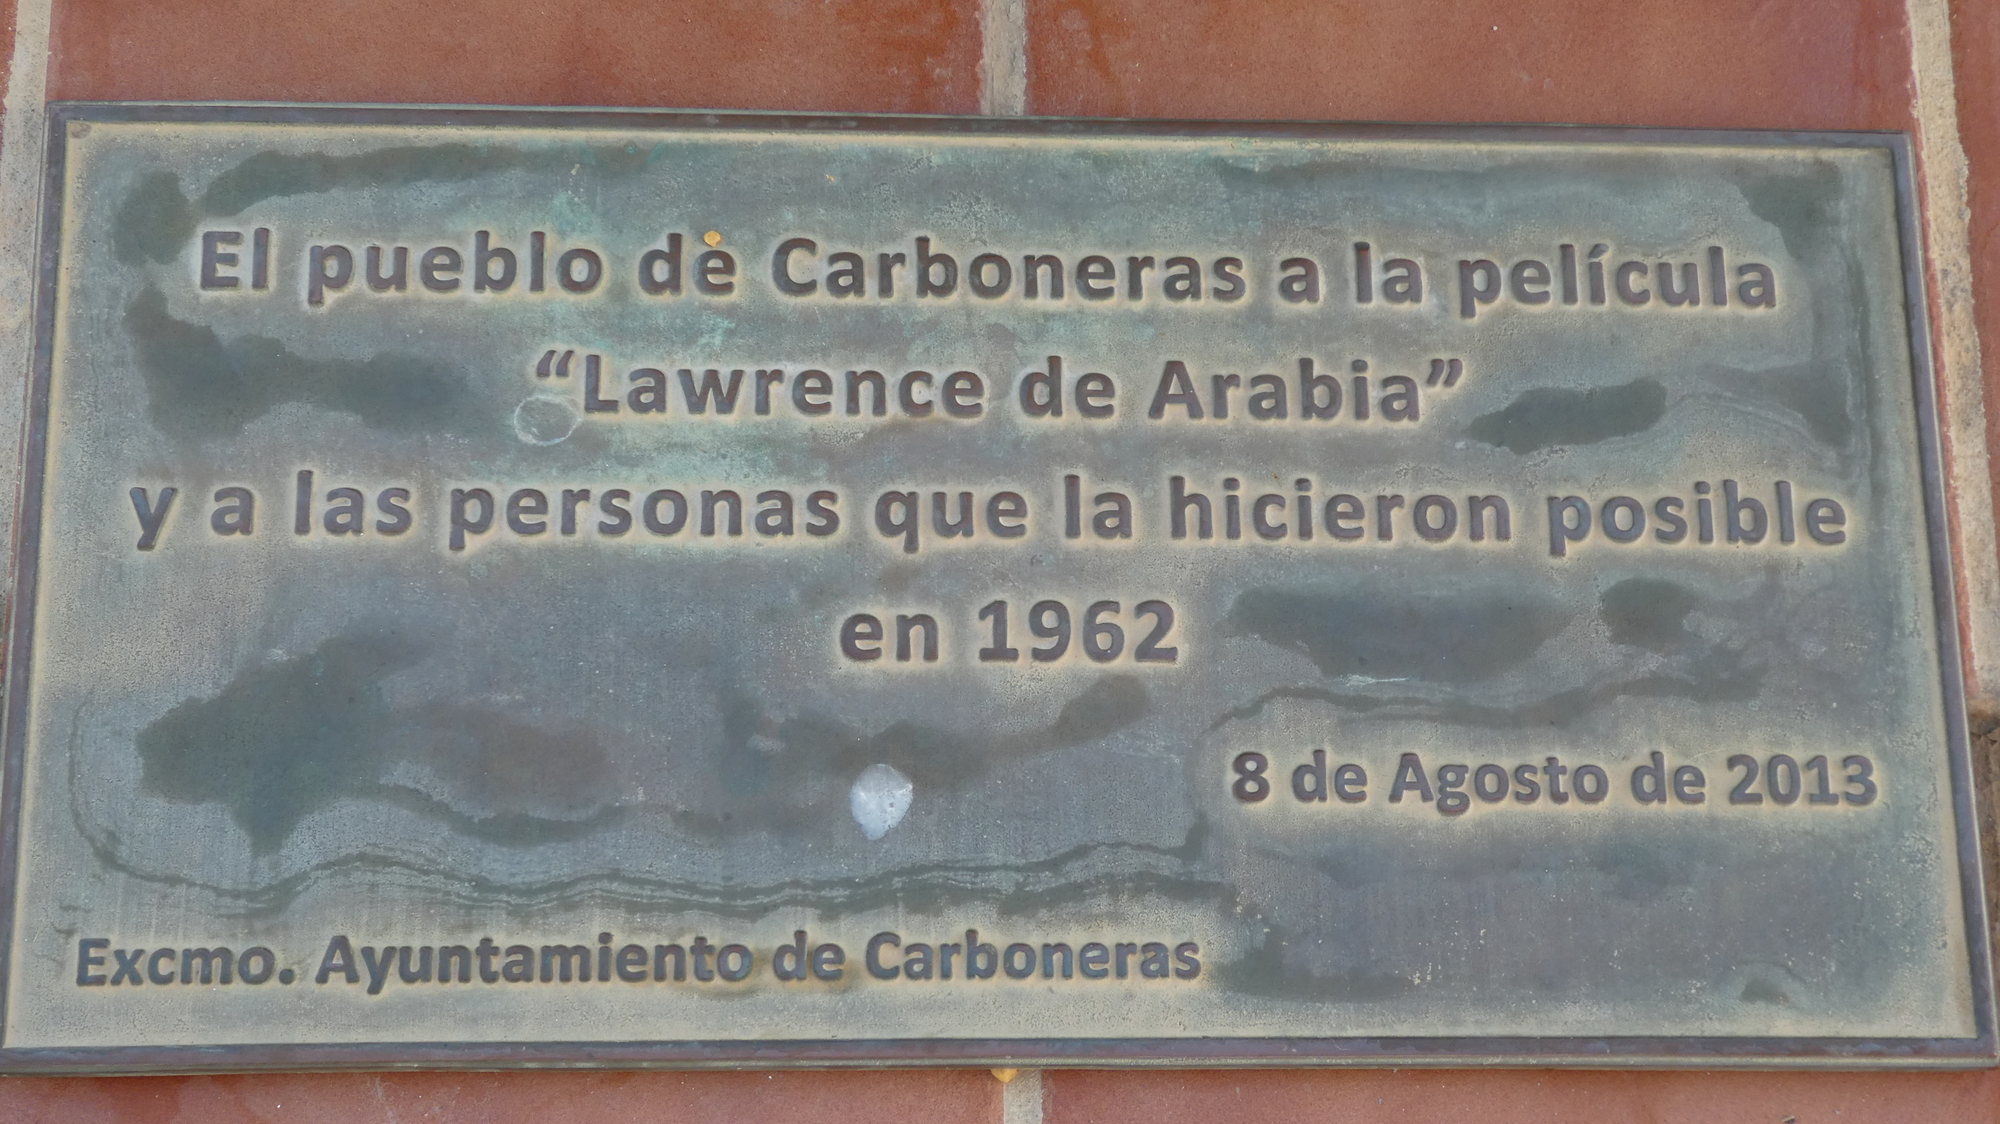 El pueblo de Carboneras a la película
“Lawrence de Arabia”
y a las personas que la hicieron posible
en 1962
8 de Agosto de 2013
Excmo. Ayuntamiento de Carboneras